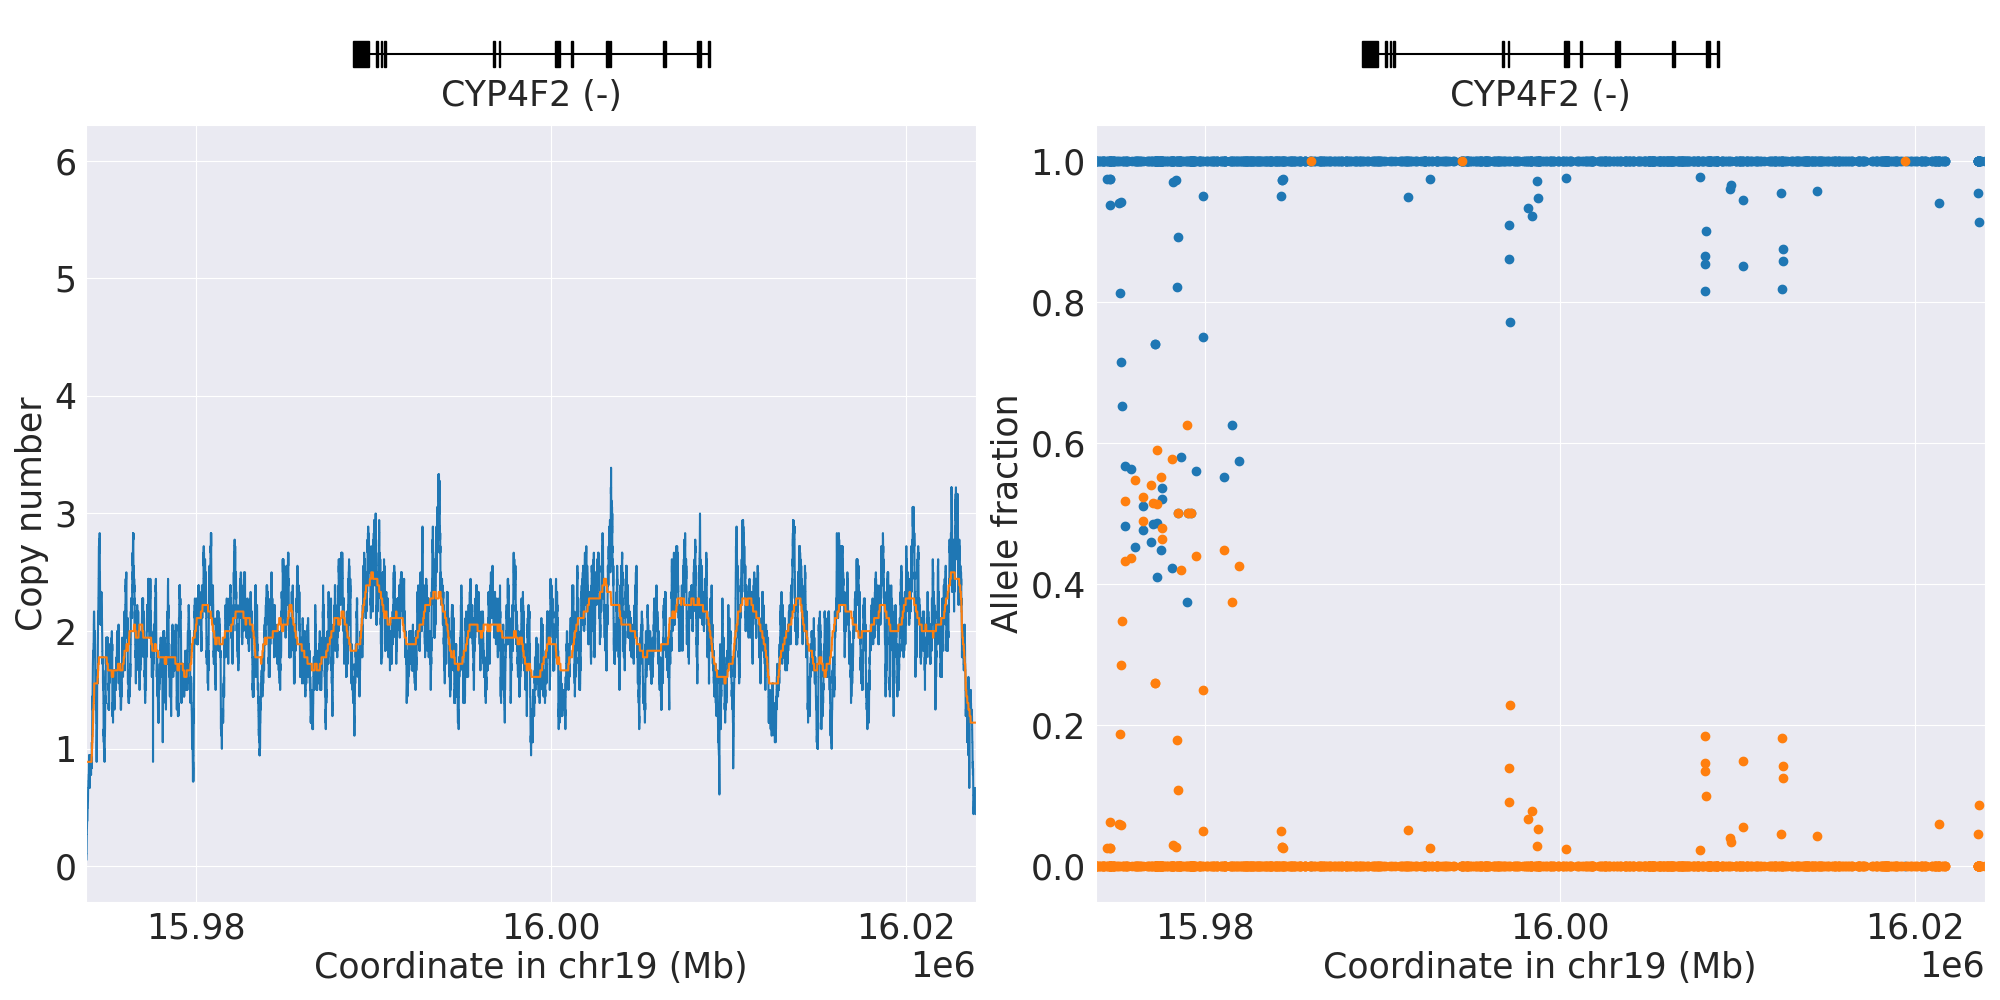 CYP4F2 (-)
6
5
4
3
2
1
0
Copy number
15.98
16.00
16.02
Coordinate in chr19 (Mb)
1e6
CYP4F2 (-)
1.0
0.8
0.6
0.4
0.2
0.0
Allele fraction
15.98
16.00
16.02
Coordinate in chr19 (Mb)
1e6